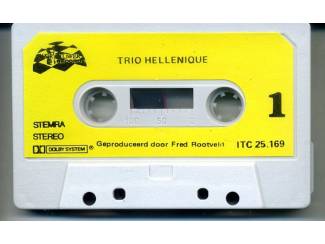 TRIO HELLENIQUE
1
STEMRA
STEREO
DOLBY SYSTEM ® Geproduceerd door Fred Rootveld ITC 25.169